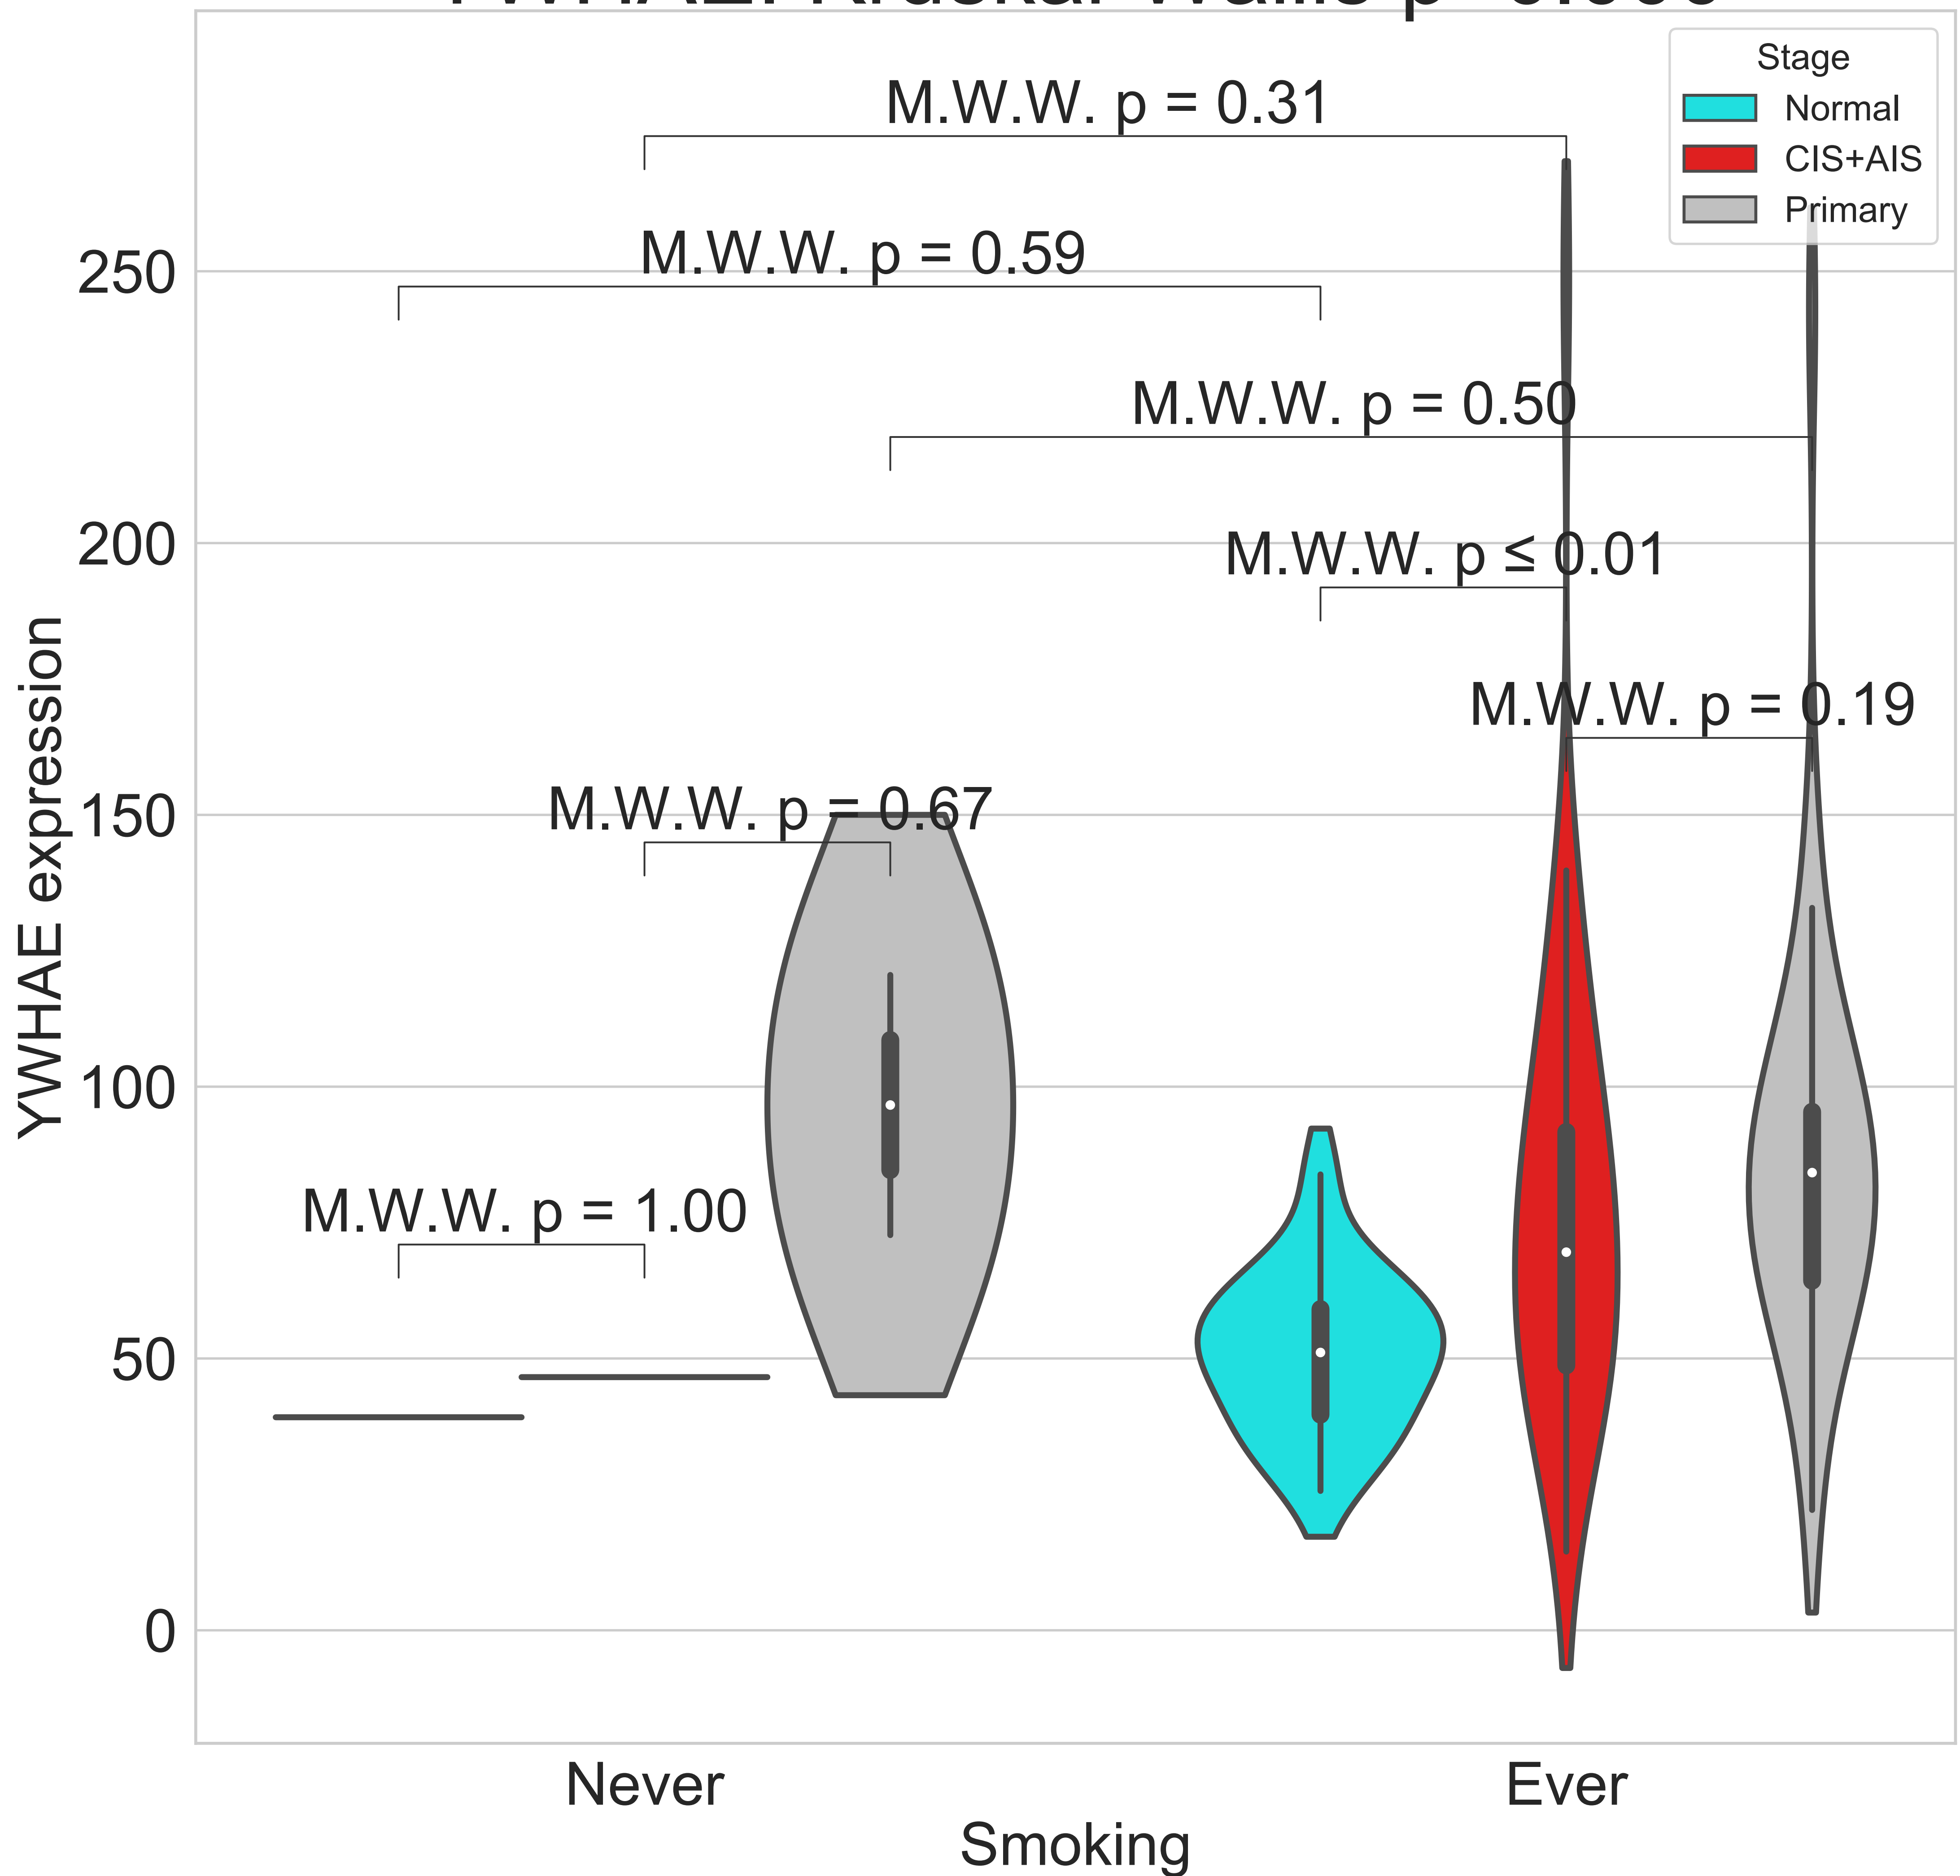 Stage
Normal
CIS+AIS
Primary
M.W.W. p = 0.31
M.W.W. p = 0.59
M.W.W. p = 0.50
M.W.W. p ≤ 0.01
M.W.W. p = 0.19
M.W.W. p = 0.67
M.W.W. p = 1.00
YWHAE expression
250
200
150
100
50
0
Never
Ever
Smoking